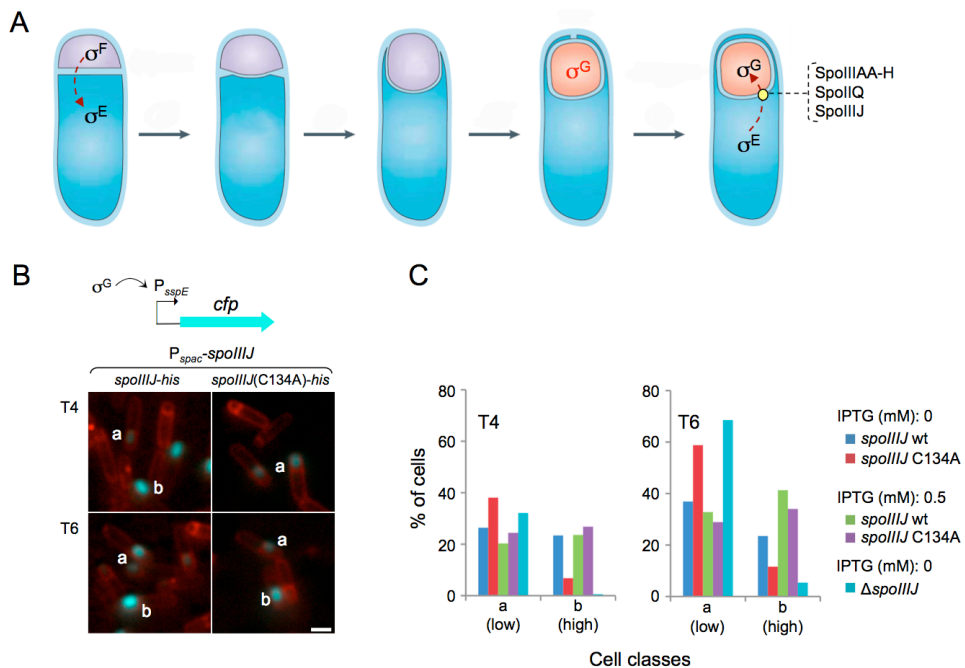 A
σF
σE
σG
σG
σE
SpoIIIAA-H
SpoIIQ
SpoIIIJ
B
σG
PsspE
cfp
Pspac-spoIIIJ
spoIIIJ-his
spoIIIJ(C134A)-his
T4
a
b
a
T6
a
b
a
b
C
% of cells
80
60
40
20
0
T4
a
(low)
b
(high)
80
60
40
20
0
T6
a
(low)
b
(high)
Cell classes
IPTG (mM): 0
spoIIIJ wt
spoIIIJ C134A
IPTG (mM): 0.5
spoIIIJ wt
spoIIIJ C134A
IPTG (mM): 0
ΔspoIIIJ